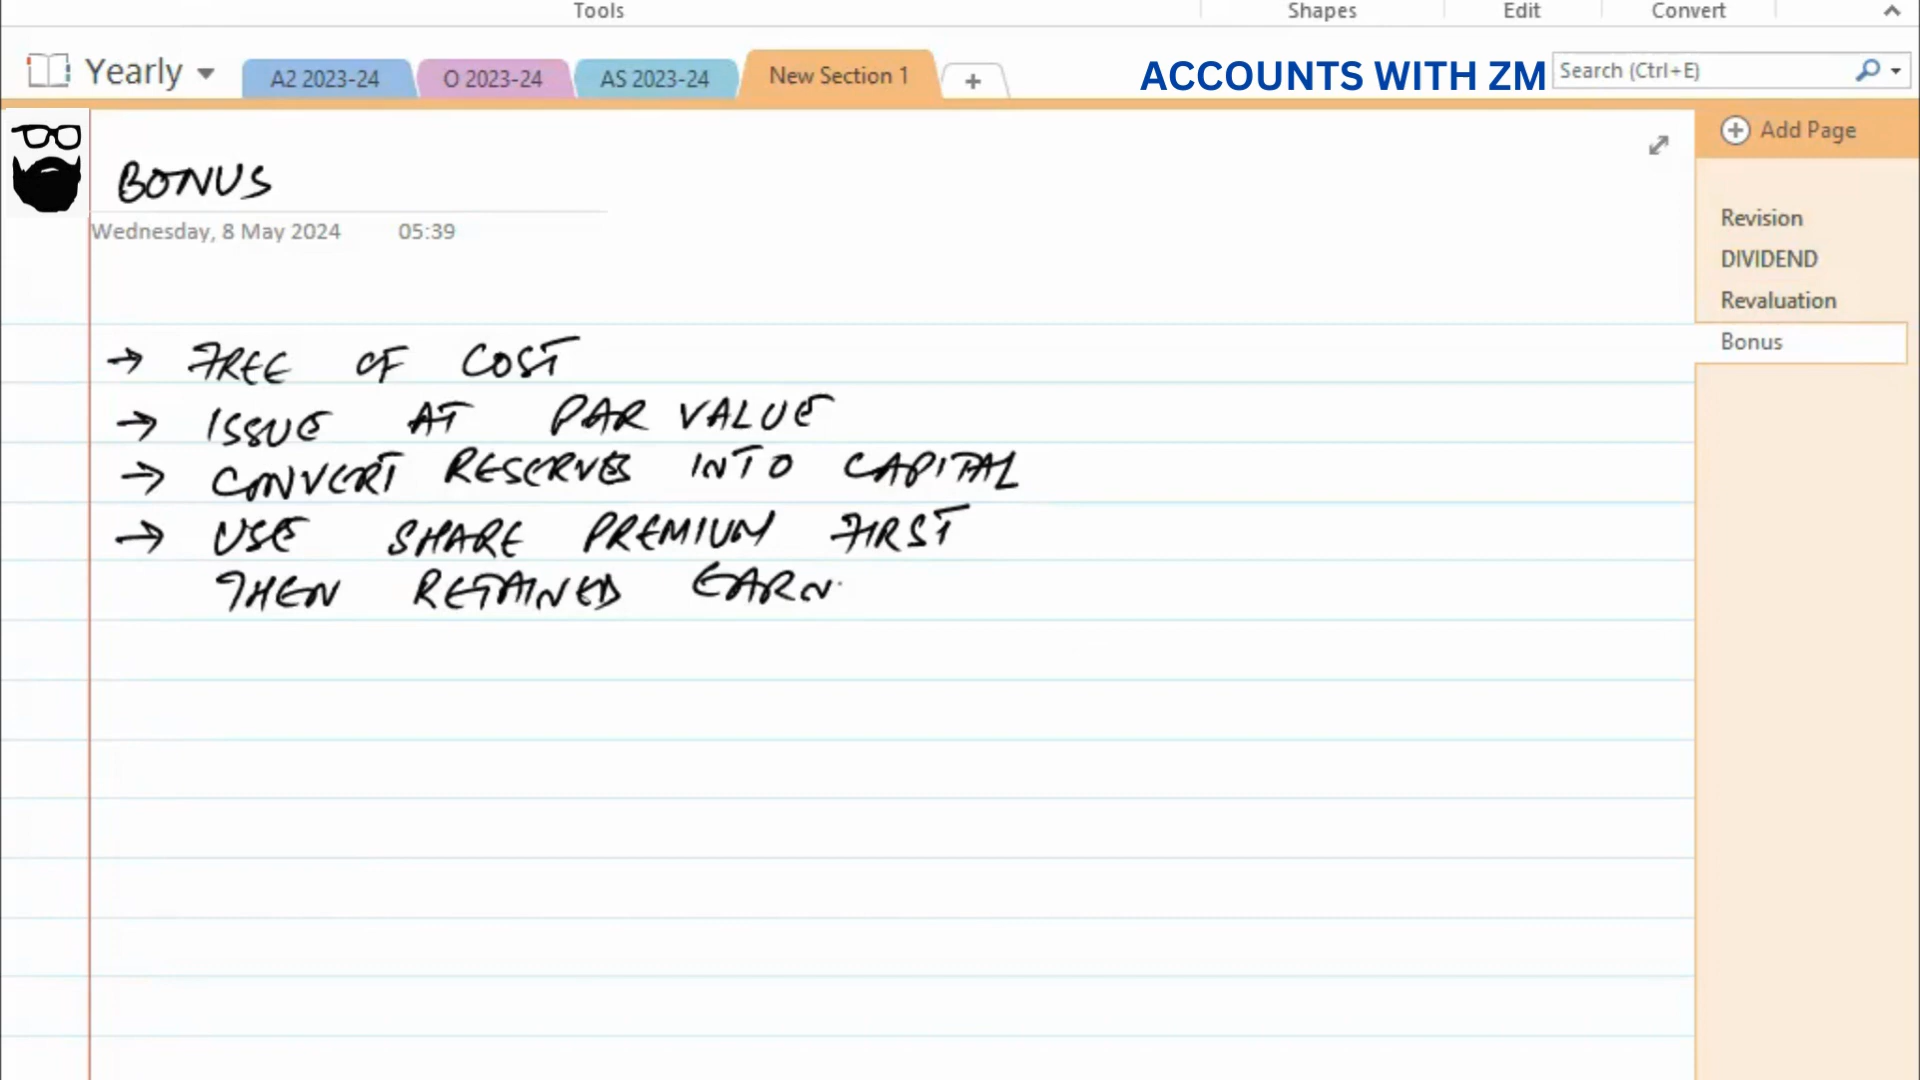 Tools Shapes Edit Convert
Yearly A2 2023-24 O 2023-24 AS 2023-24 New Section 1 + ACCOUNTS WITH ZM Search (Ctrl+E)
Add Page
BONUS
Wednesday, 8 May 2024 05:39
Revision
DIVIDEND
Revaluation
Bonus
→ FREE OF COST
→ ISSUE AT PAR VALUE
→ CONVERT RESERVES INTO CAPITAL
→ USE SHARE PREMIUM FIRST
THEN RETAINED EARN